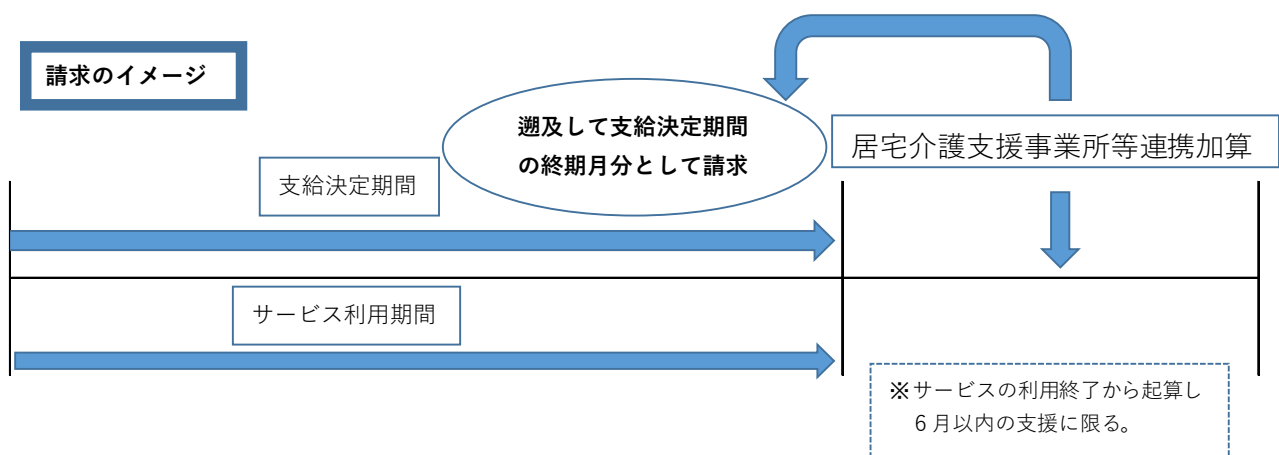 請求のイメージ
遡及して支給決定期間
の終期月分として請求
居宅介護支援事業所等連携加算
支給決定期間
サービス利用期間
※サービスの利用終了から起算し
6月以内の支援に限る。